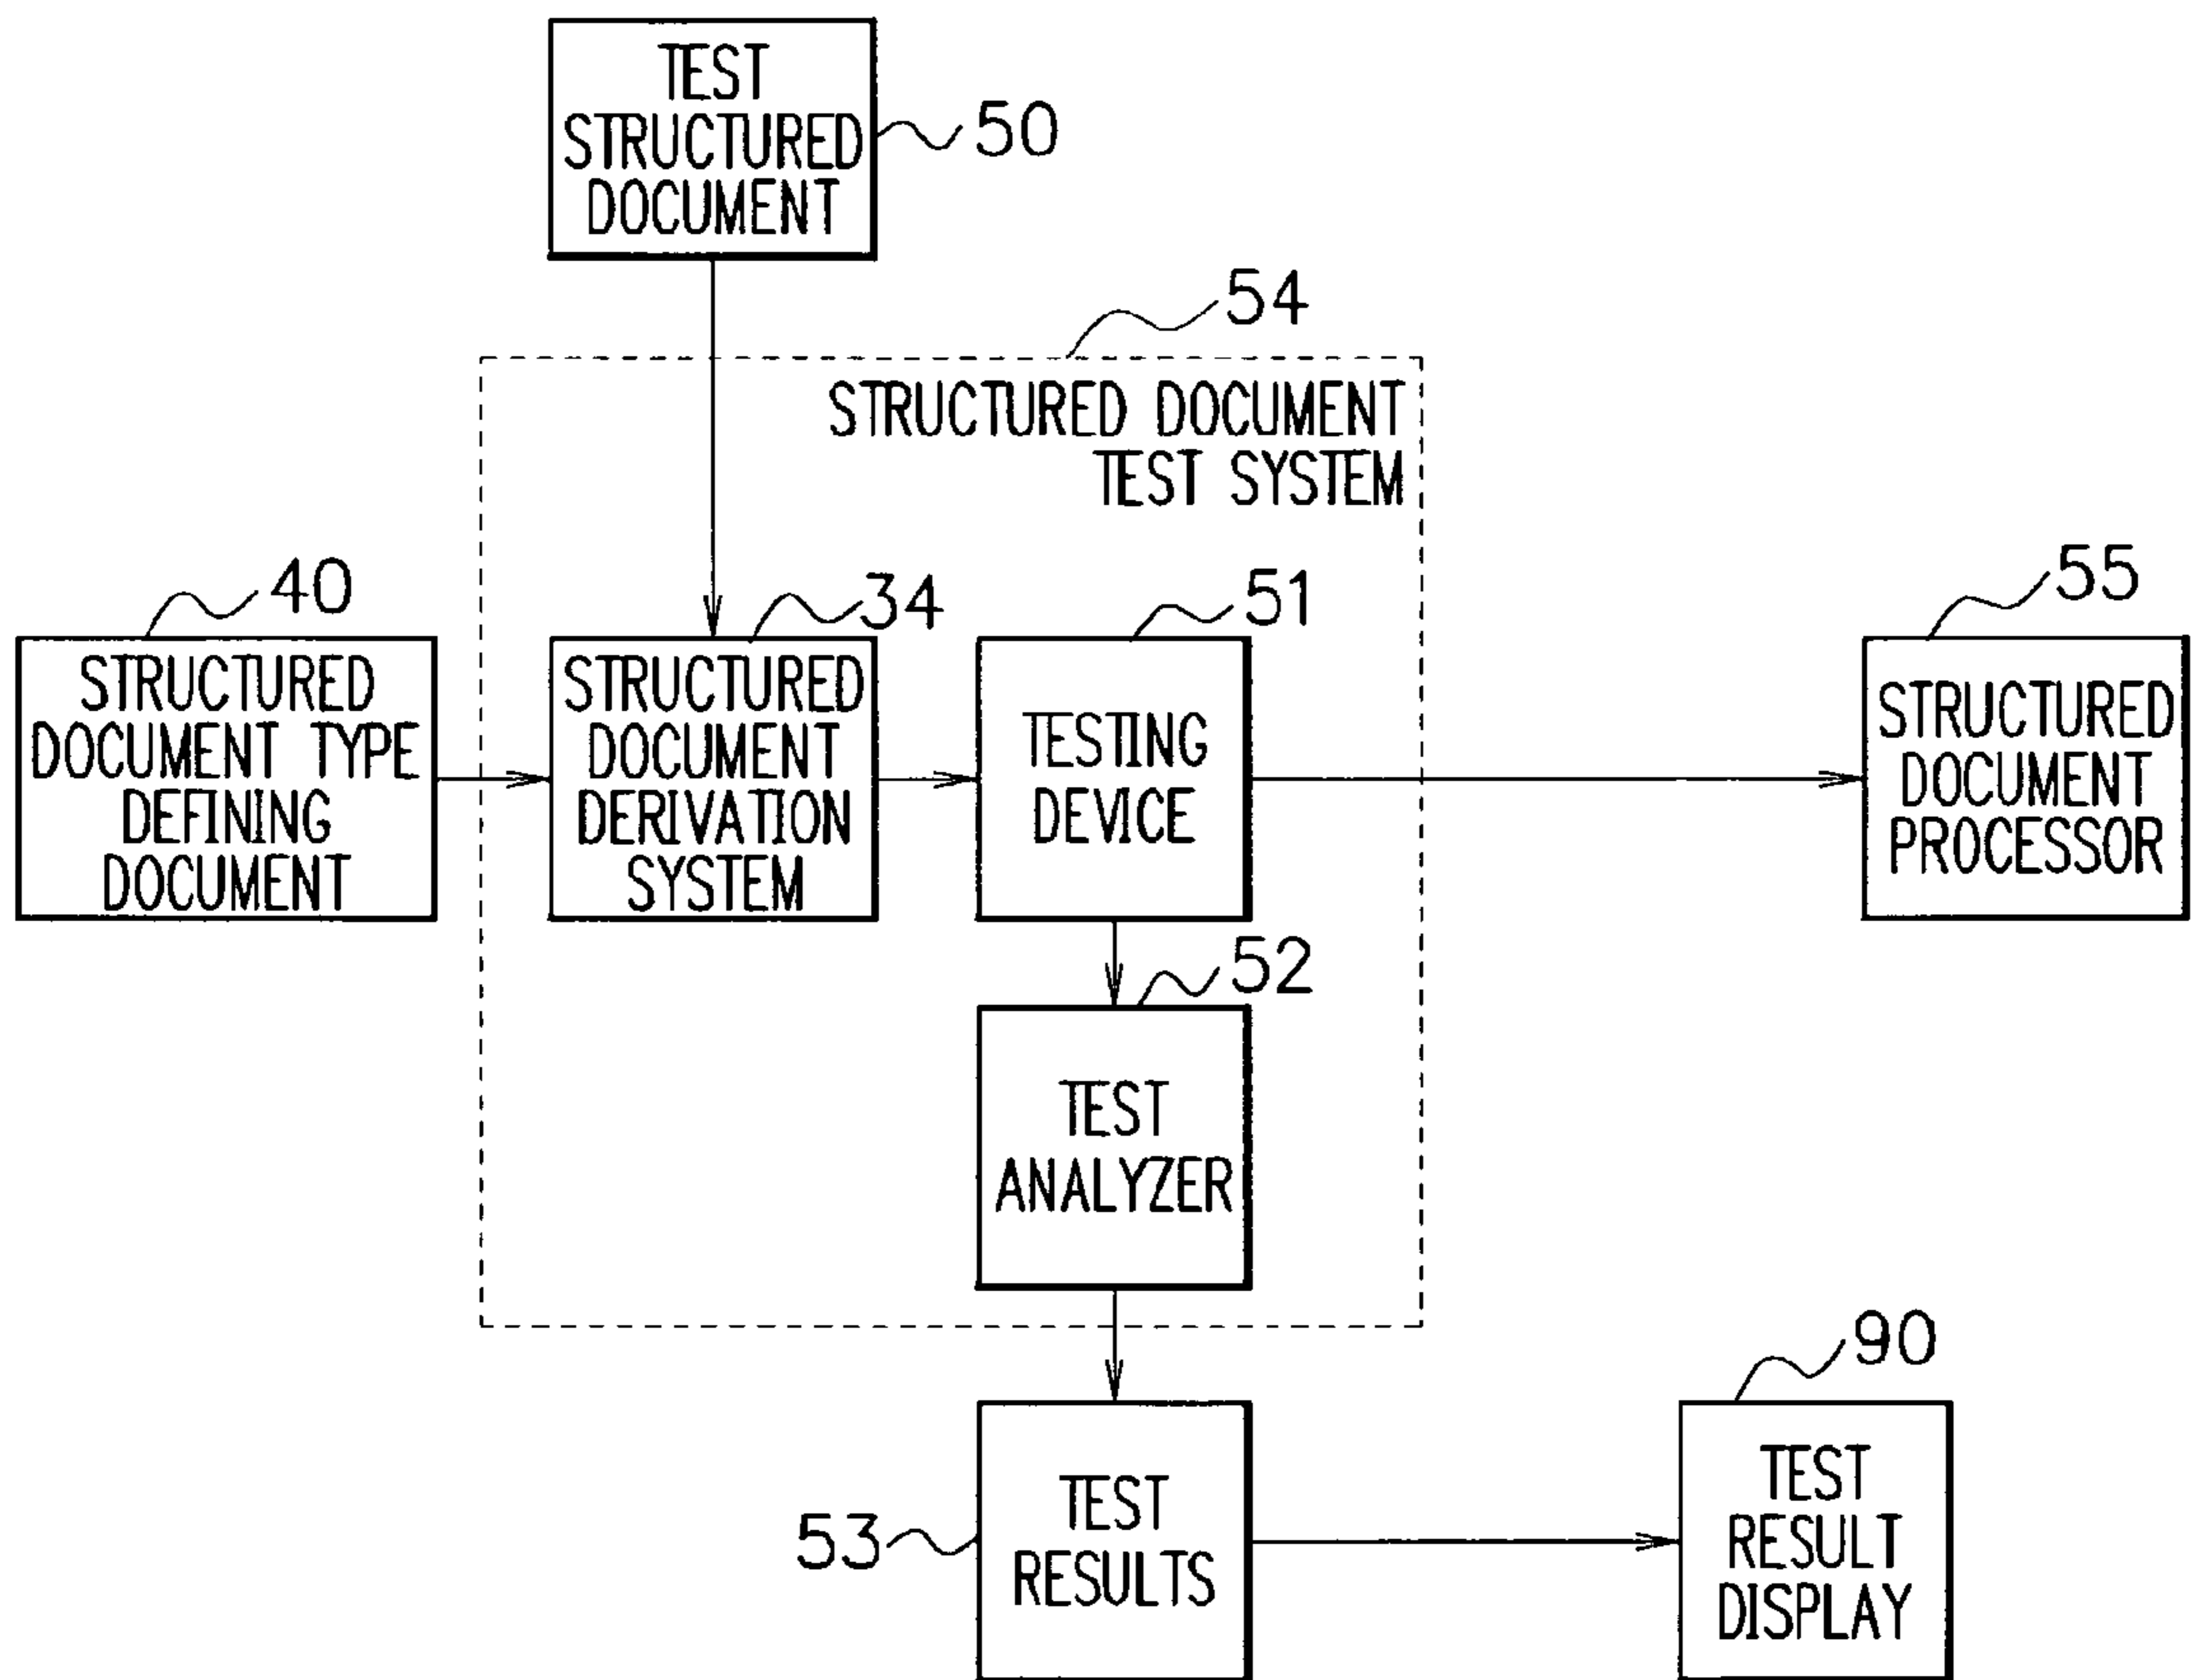 TEST
STRUCTURED
DOCUMENT
50
54
STRUCTURED DOCUMENT
TEST SYSTEM
40
STRUCTURED
DOCUMENT TYPE
DEFINING
DOCUMENT
34
STRUCTURED
DOCUMENT
DERIVATION
SYSTEM
51
TESTING
DEVICE
55
STRUCTURED
DOCUMENT
PROCESSOR
52
TEST
ANALYZER
53
TEST
RESULTS
90
TEST
RESULT
DISPLAY